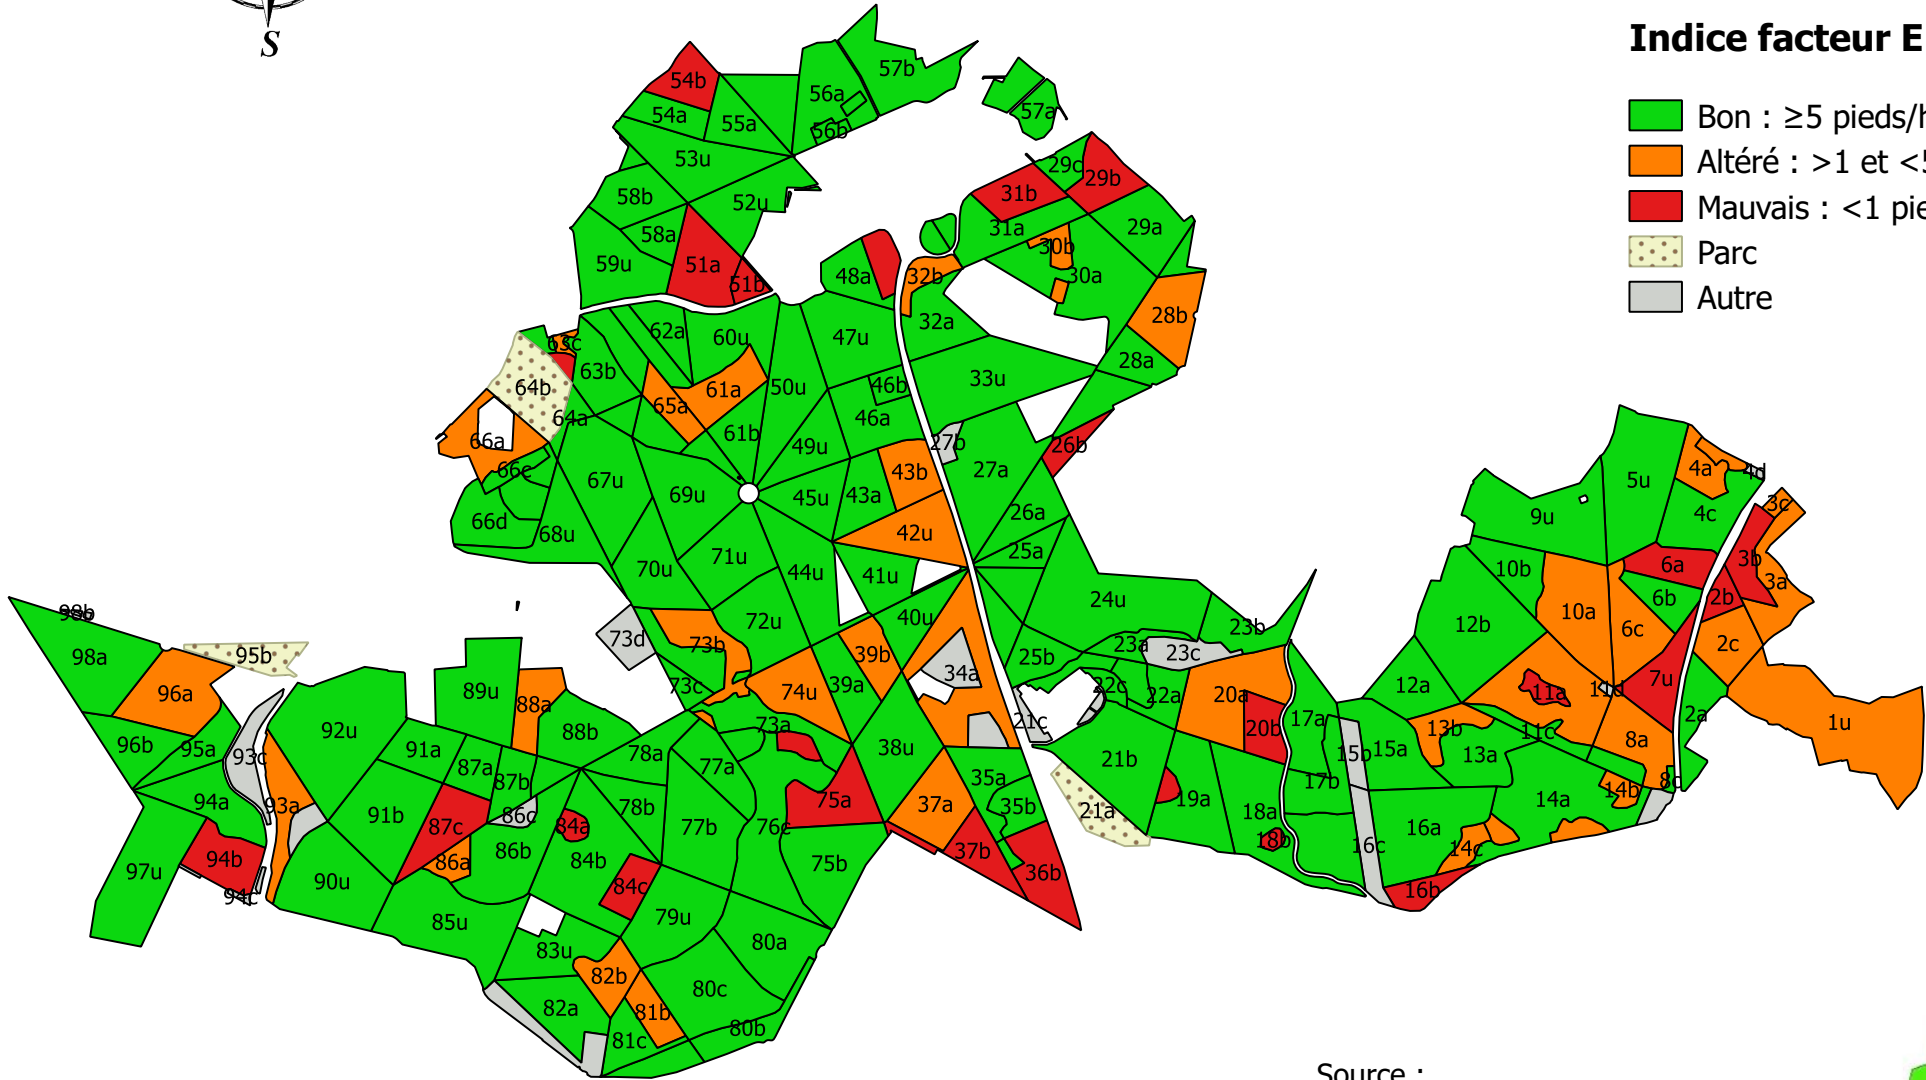 S
Indice facteur E
Bon : ≥5 pieds/h
Altéré : >1 et <5
Mauvais : <1 pie
Parc
Autre
57b
54b
56a
54a
55a
56b
57a
53u
29c
29b
58b
52u
31b
58a
31a
29a
59u
51a
51b
48a
32b
30b
30a
28b
62a
60u
47u
32a
63c
63b
28a
64b
61a
50u
46b
33u
65a
64a
46a
66a
61b
49u
27b
26b
66c
67u
69u
45u
43a
43b
27a
5u
4a
4d
66d
68u
42u
26a
9u
4c
3c
71u
25a
70u
44u
41u
10b
6a
3b
3a
98b
24u
6b
2b
98a
95b
73d
73b
72u
40u
23b
12b
10a
6c
2c
39b
25b
23a
23c
96a
89u
88a
73c
74u
39a
34a
22c
22a
20a
12a
11a
11d
7u
1u
92u
88b
73a
21c
20b
17a
13b
11c
2a
96b
95a
93c
91a
87a
78a
77a
38u
21b
15b
15a
13a
8a
87b
35a
17b
8c
94a
93a
91b
87c
86c
78b
77b
76c
75a
37a
35b
21a
19a
18a
16a
14a
14b
84a
94b
86a
86b
84b
75b
37b
36b
18b
16c
14c
97u
94c
90u
84c
16b
85u
79u
83u
80a
82b
80c
82a
81b
81c
80b
Source :